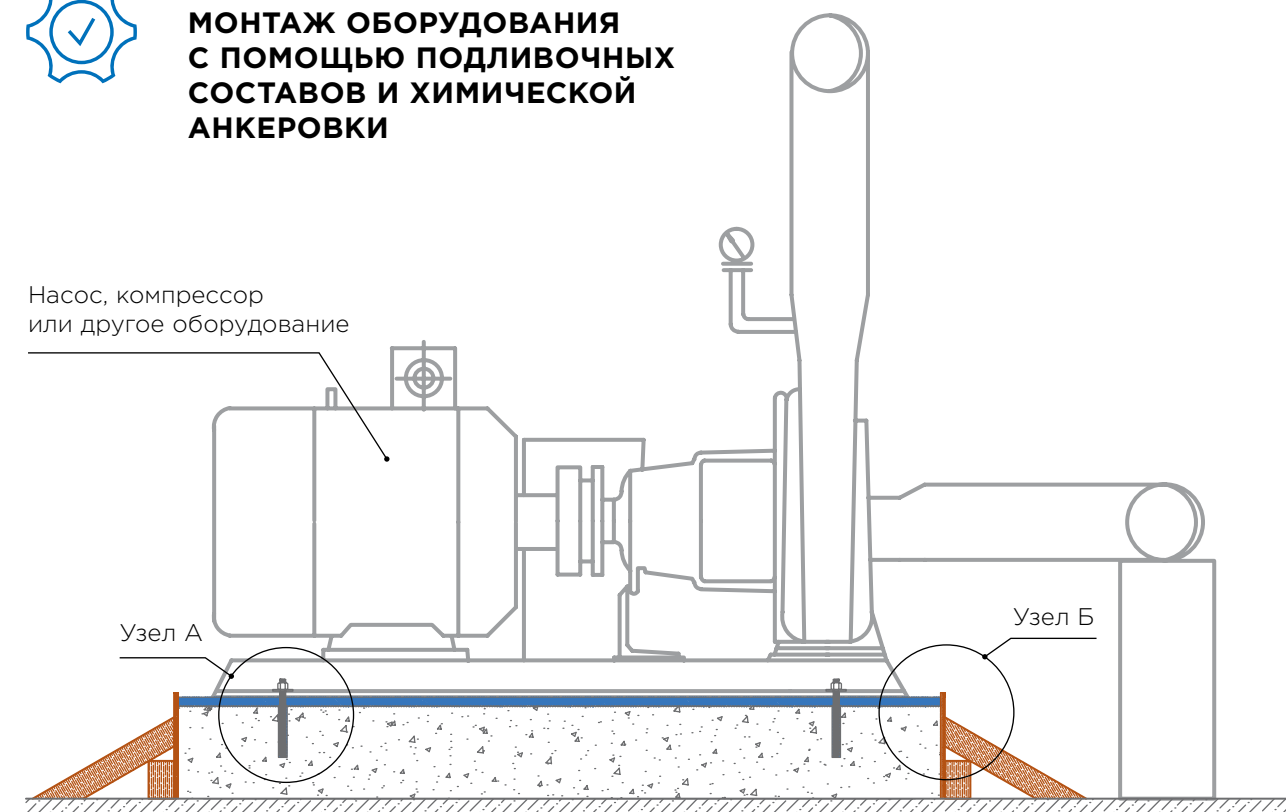 МОНТАЖ ОБОРУДОВАНИЯ
С ПОМОЩЬЮ ПОДЛИВОЧНЫХ
СОСТАВОВ И ХИМИЧЕСКОЙ
АНКЕРОВКИ
Насос, компрессор
или другое оборудование
Узел А
Узел Б